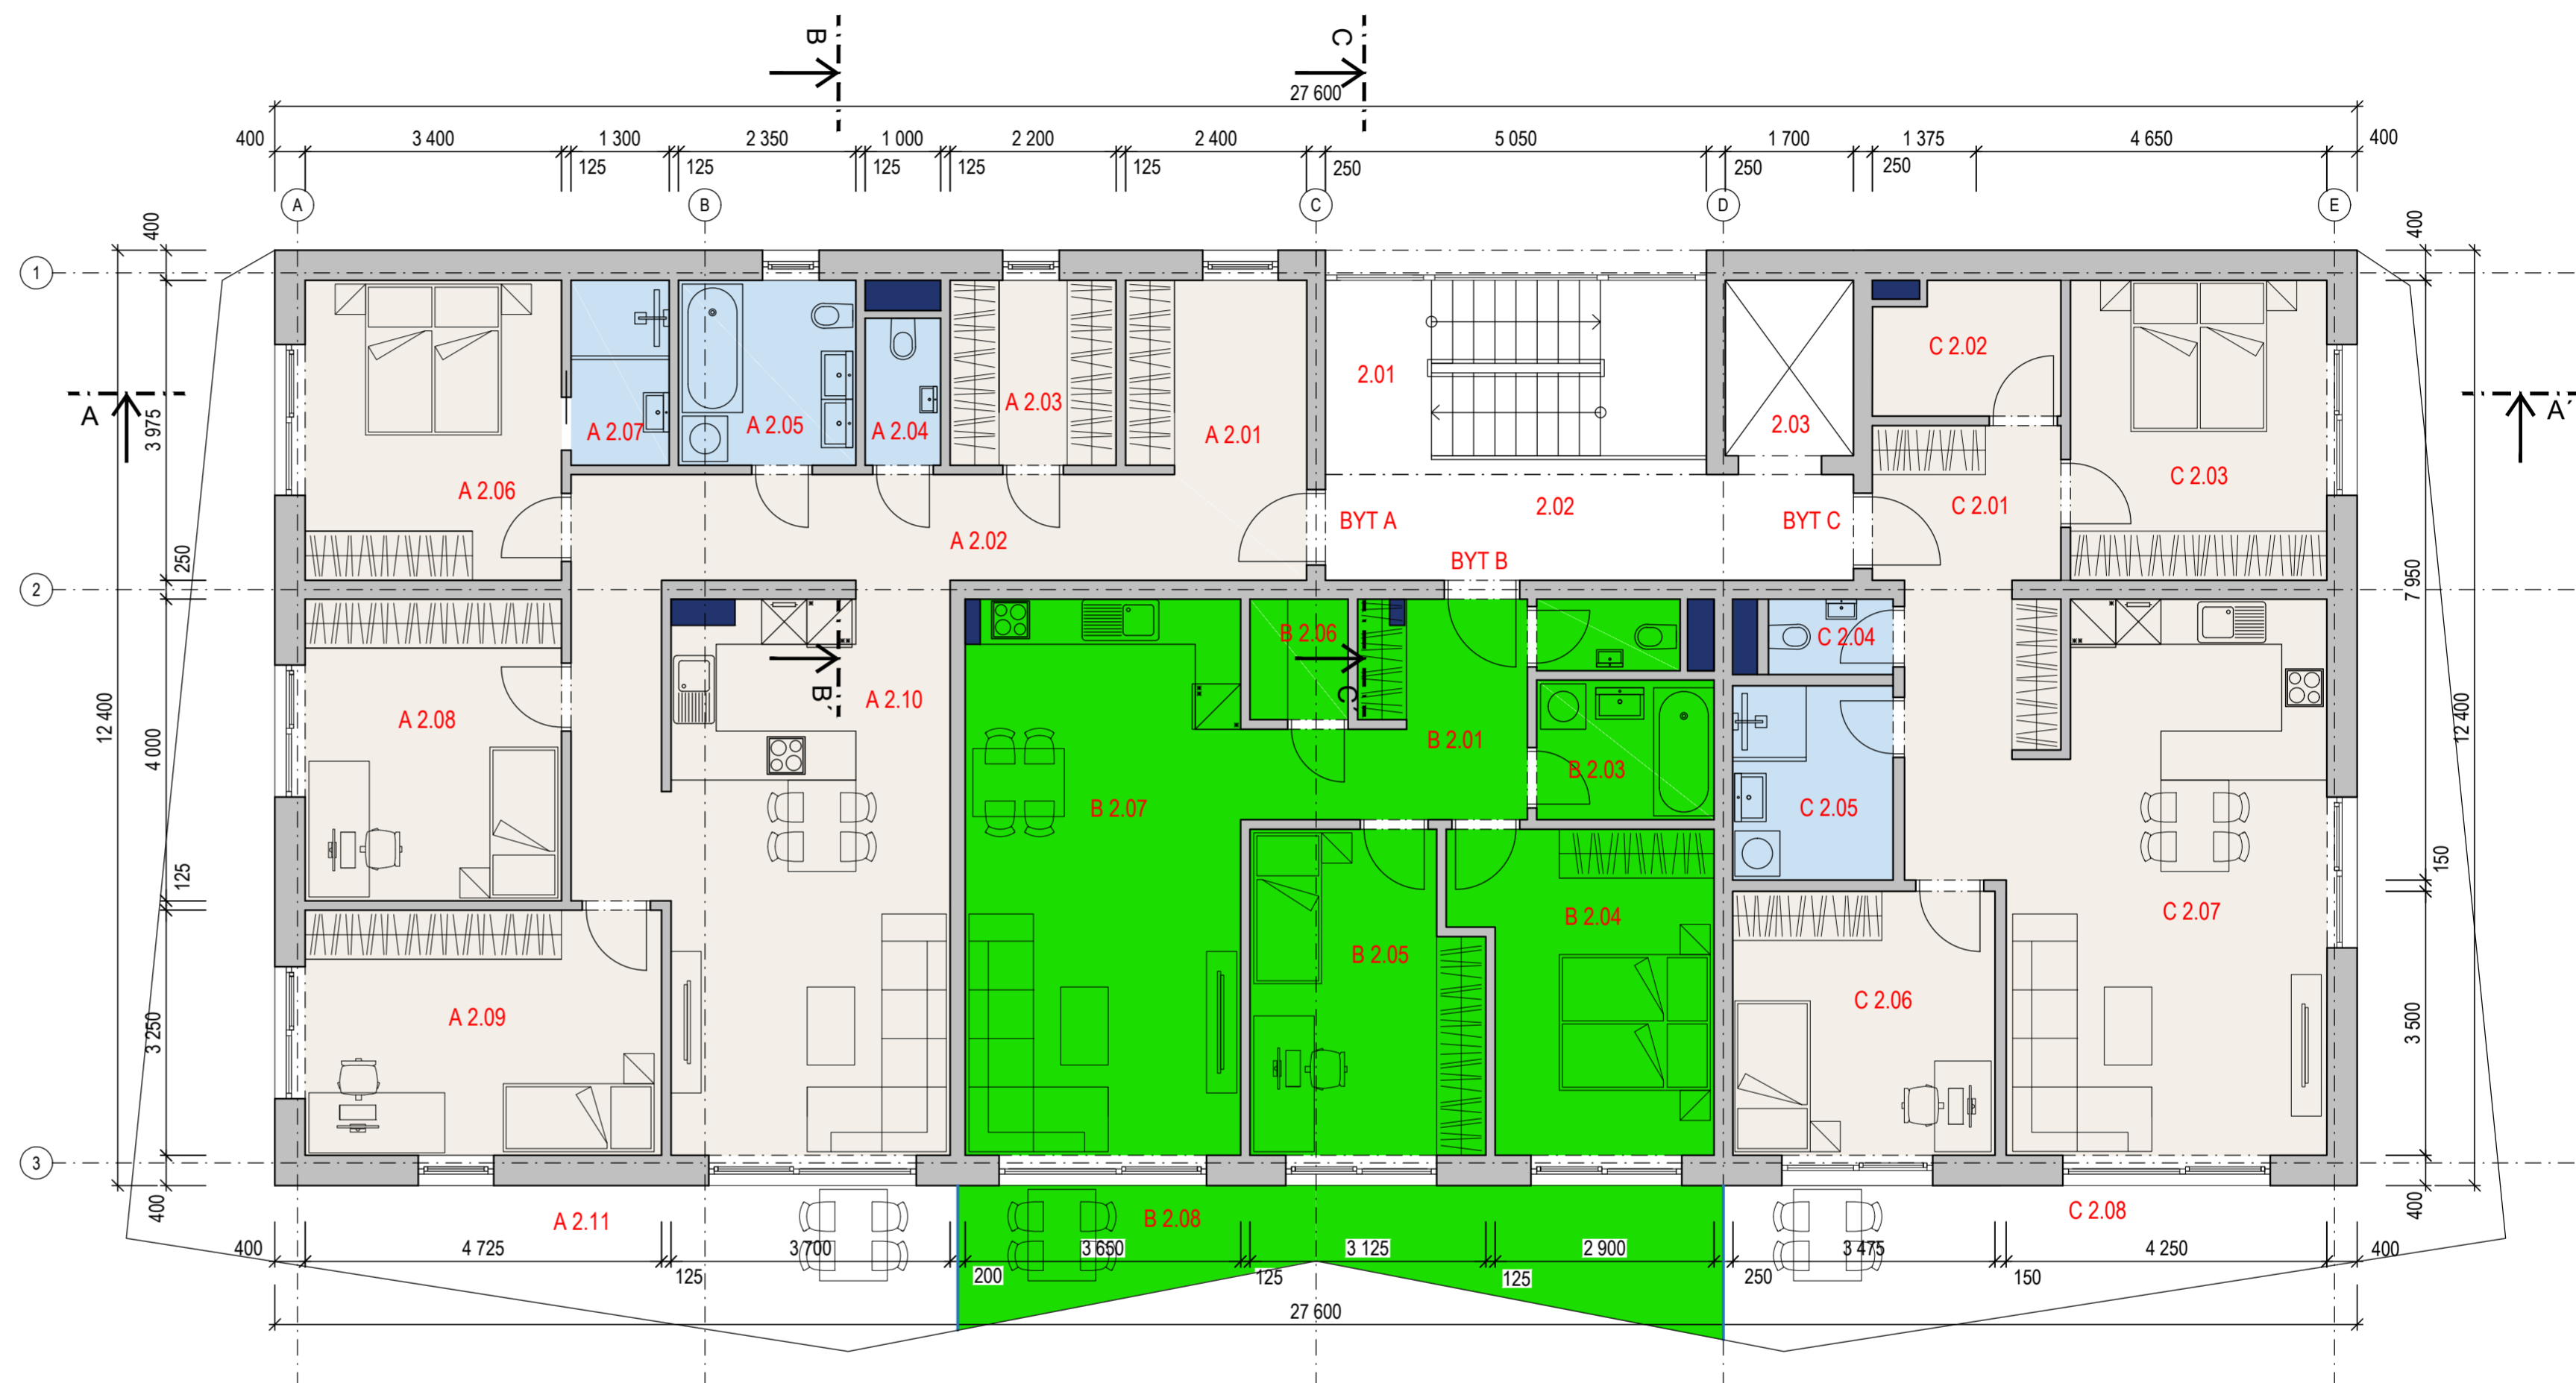 B
C
27 600
400
3 400
1 300
2 350
1 000
2 200
2 400
5 050
1 700
1 375
4 650
400
125
125
125
125
125
250
250
250
A
B
C
D
E
400
400
1
A
A´
3 975
7 950
A 2.07
A 2.05
A 2.04
A 2.03
A 2.01
2.01
2.03
C 2.02
A 2.06
C 2.03
C 2.01
A 2.02
BYT A
2.02
BYT C
BYT B
250
2
12 400
4 000
A 2.08
A 2.10
B´
B 2.06
C´
C 2.04
B 2.01
B 2.03
B 2.07
C 2.05
12 400
125
150
C 2.07
B 2.04
B 2.05
C 2.06
3 250
A 2.09
3 500
3
400
400
A 2.11
B 2.08
C 2.08
400
4 725
3 700
3 650
3 125
2 900
3 475
4 250
400
125
200
125
125
250
150
27 600